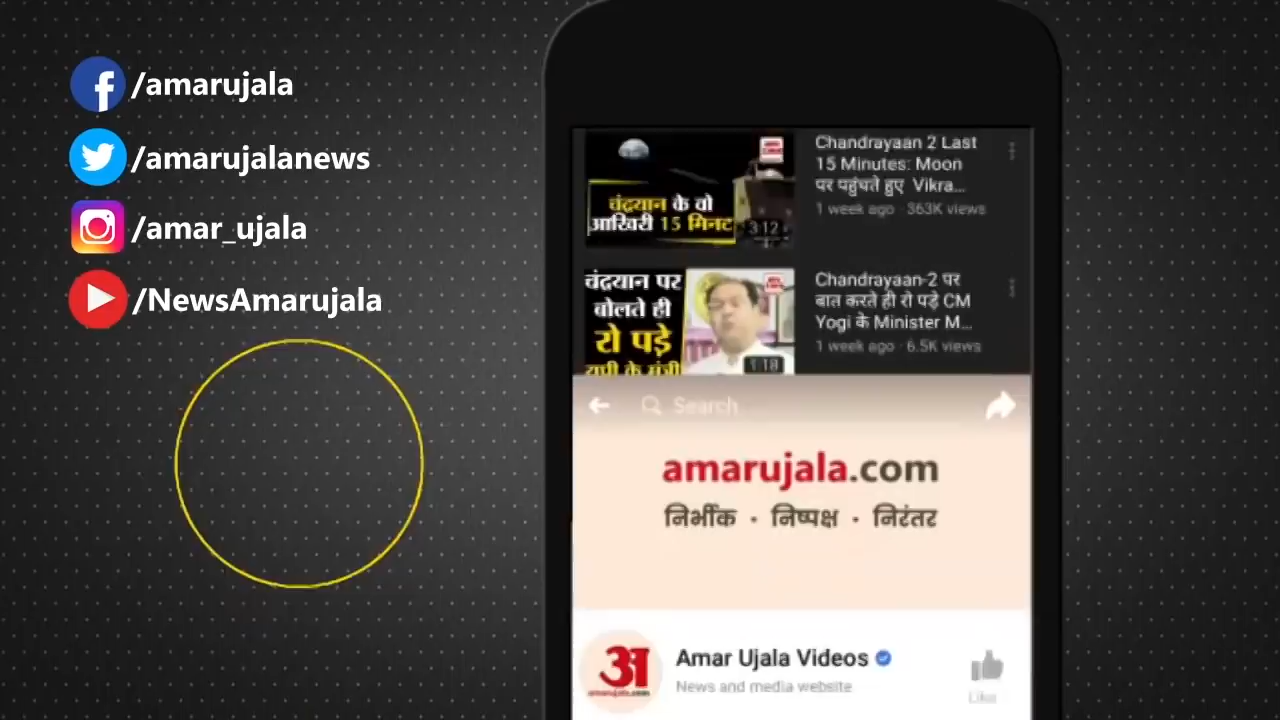 /amarujala
/amarujalanews
/amar_ujala
/NewsAmarujala
चंद्रयान के वो
आखिरी 15 मिनट
3:12
Chandrayaan 2 Last
15 Minutes: Moon
पर पहुंचते हुए Vikra...
1 week ago · 363K views
चंद्रयान पर
बोलते ही
रो पड़े
यूपी के मंत्री
1:18
Chandrayaan-2 पर
बात करते ही रो पड़े CM
Yogi के Minister M...
1 week ago · 6.5K views
Search
amarujala.com
निर्भीक · निष्पक्ष · निरंतर
अ
amarujala.com
Amar Ujala Videos
News and media website
Like